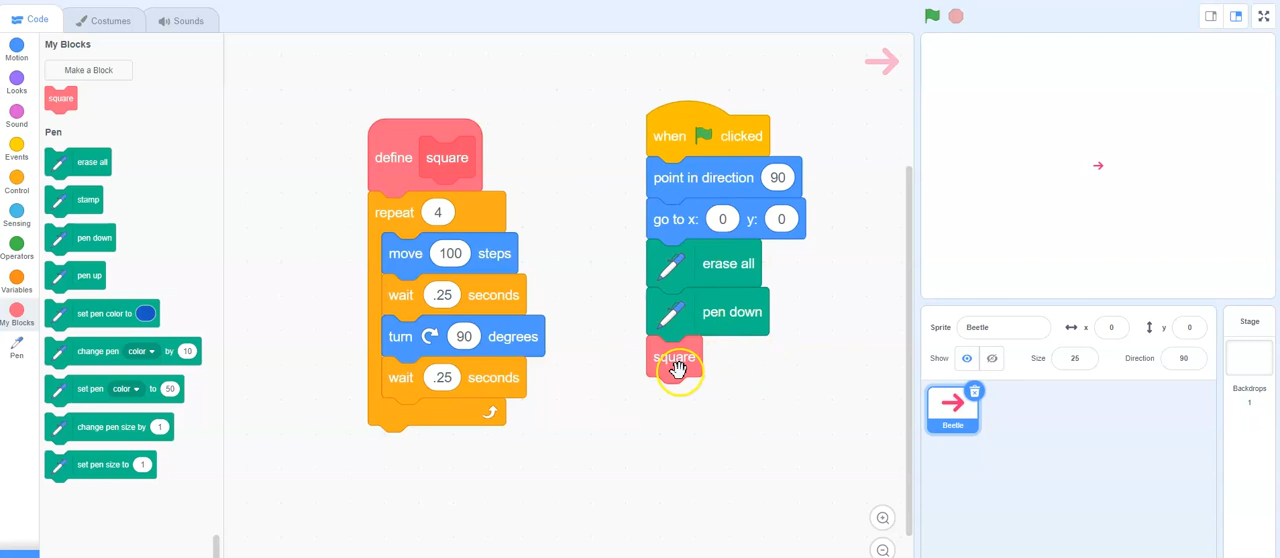 Code
Costumes
Sounds
Motion
Looks
Sound
Events
Control
Sensing
Operators
Variables
My Blocks
Pen
My Blocks
Make a Block
square
Pen
erase all
stamp
pen down
pen up
set pen color to
change pen color by 10
set pen color to 50
change pen size by 1
set pen size to 1
define square
repeat 4
move 100 steps
wait .25 seconds
turn 90 degrees
wait .25 seconds
when clicked
point in direction 90
go to x: 0 y: 0
erase all
pen down
square
Sprite Beetle x 0 y 0
Show Size 25 Direction 90
Beetle
Stage
Backdrops
1